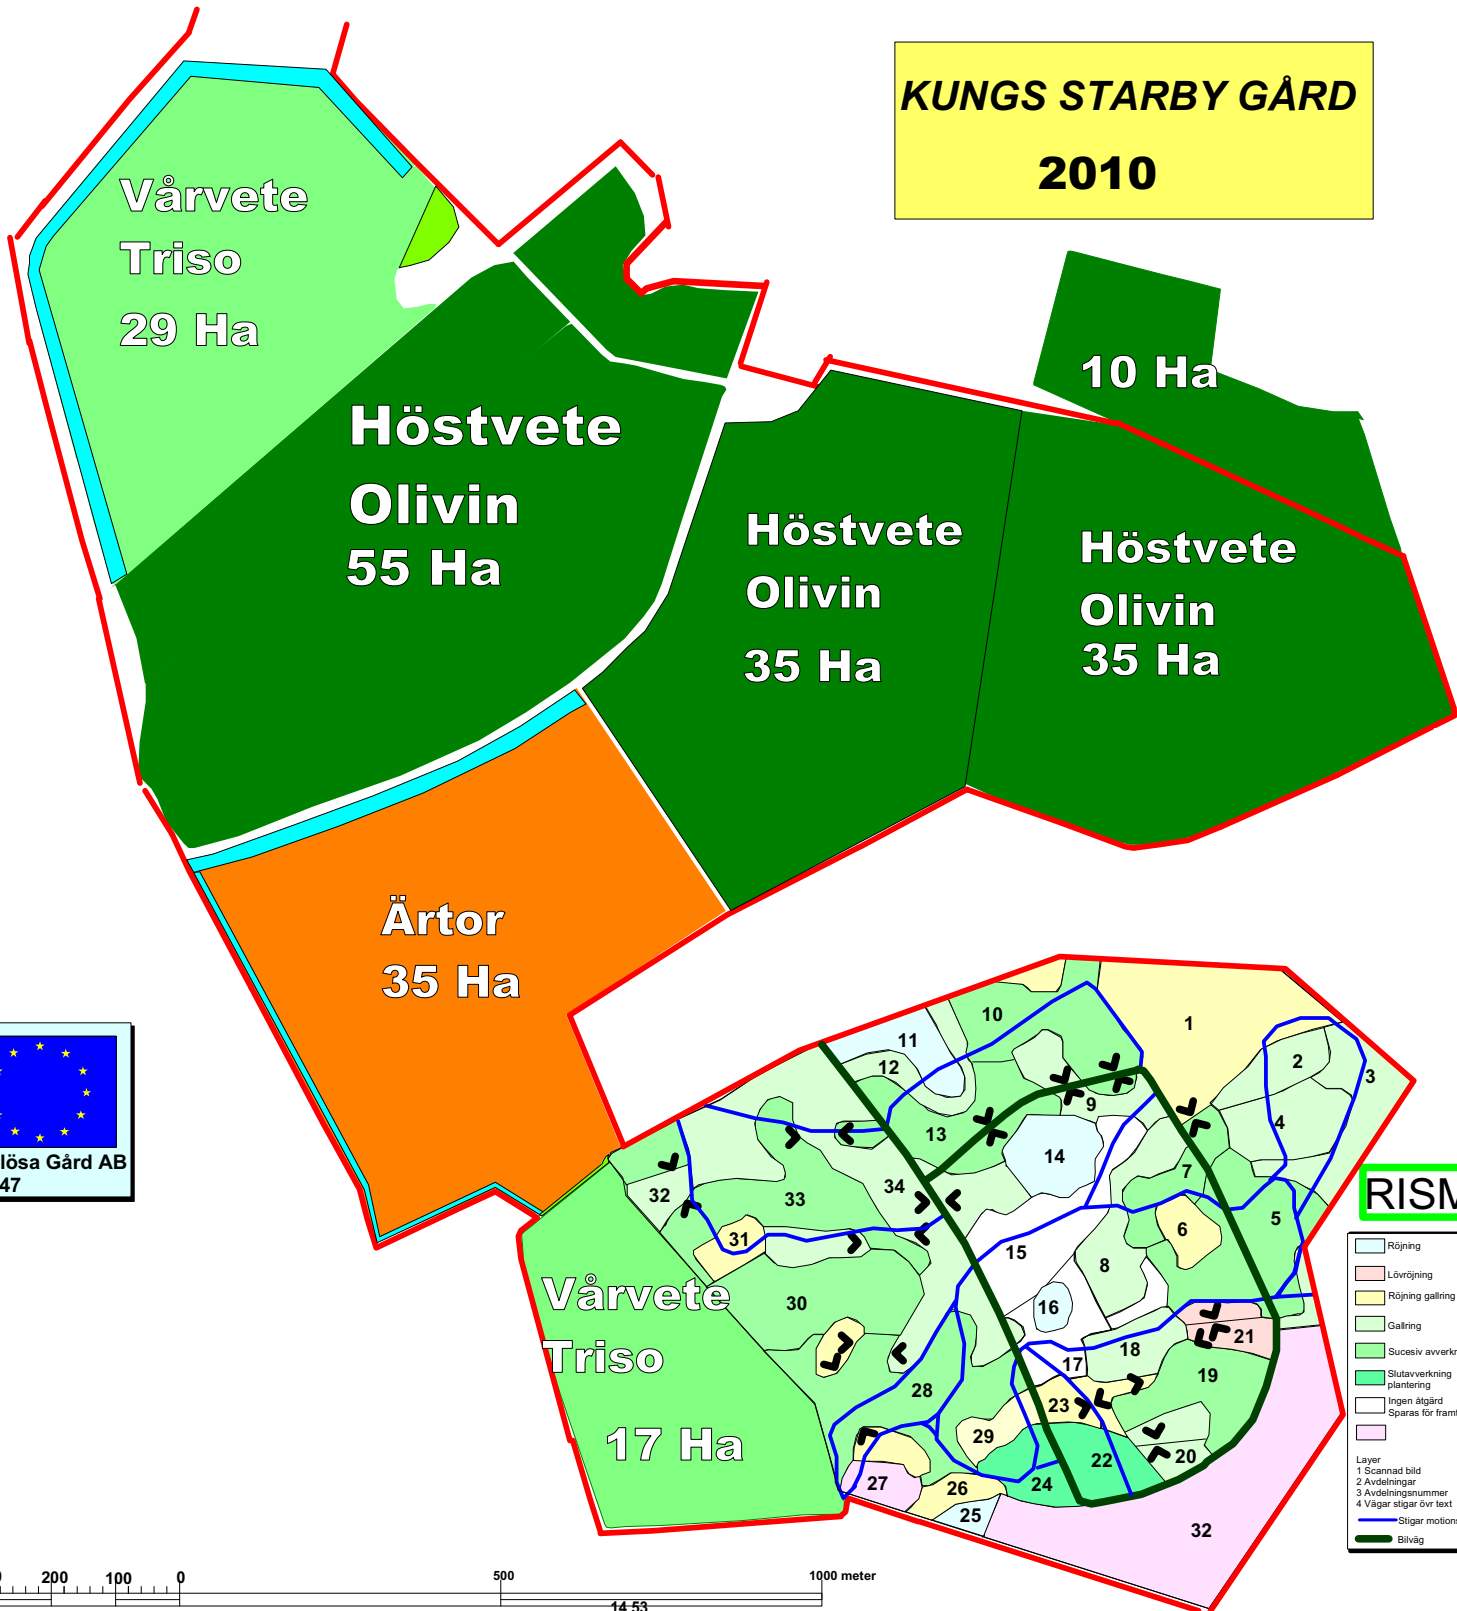 KUNGS STARBY GÅRD
2010
Vårvete
Triso
29 Ha
Höstvete
Olivin
55 Ha
Höstvete
Olivin
35 Ha
10 Ha
Höstvete
Olivin
35 Ha
Ärtor
35 Ha
Vårvete
Triso
17 Ha
lösa Gård AB
47
1
2
3
4
5
6
7
8
9
10
11
12
13
14
15
16
17
18
19
20
21
22
23
24
25
26
27
28
29
30
31
32
33
34
32
RISM
Röjning
Lövröjning
Röjning gallring
Gallring
Sucesiv avverkn
Slutavverkning
plantering
Ingen åtgärd
Sparas för framt
Layer
1 Scannad bild
2 Avdelningar
3 Avdelningsnummer
4 Vägar stigar övr text
Stigar motions
Bilväg
200 100 0 500 1000 meter
14 53